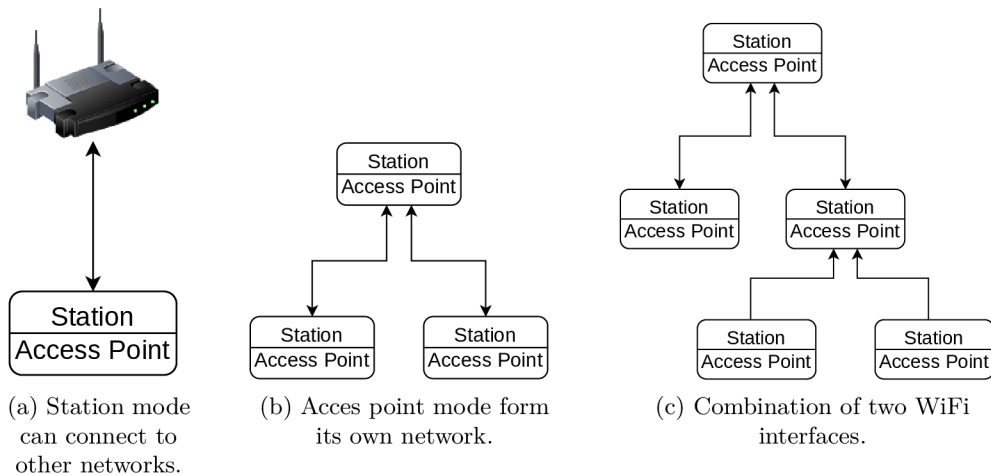 Station
Access Point
(a) Station mode
can connect to
other networks.
Station
Access Point
Station
Access Point
Station
Access Point
(b) Acces point mode form
its own network.
Station
Access Point
Station
Access Point
Station
Access Point
Station
Access Point
Station
Access Point
(c) Combination of two WiFi
interfaces.